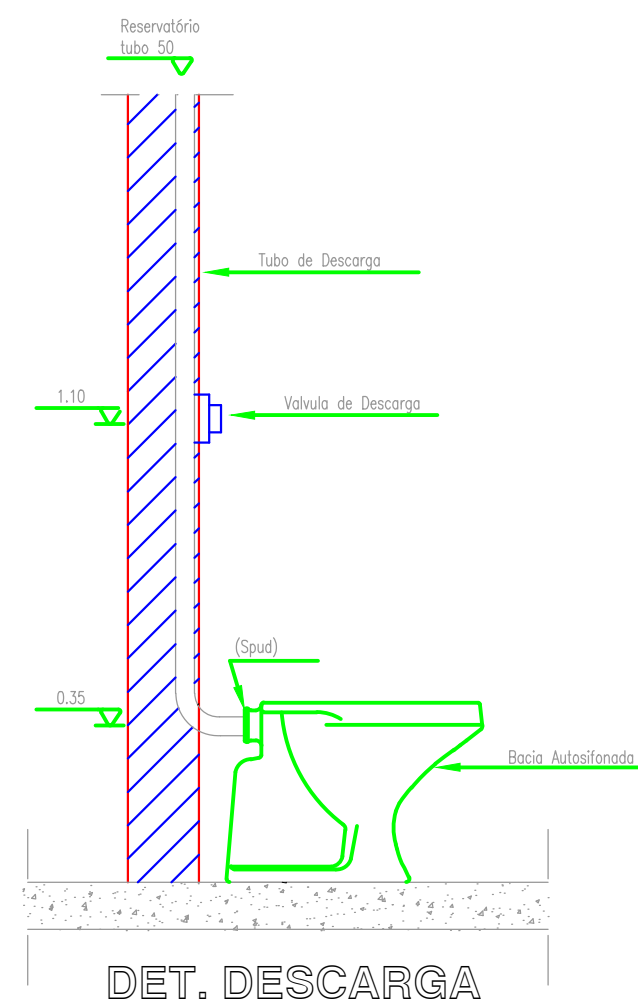 Reservatório
tubo 50
Tubo de Descarga
1.10
Valvula de Descarga
(Spud)
0.35
Bacia Autosifonada
DET. DESCARGA